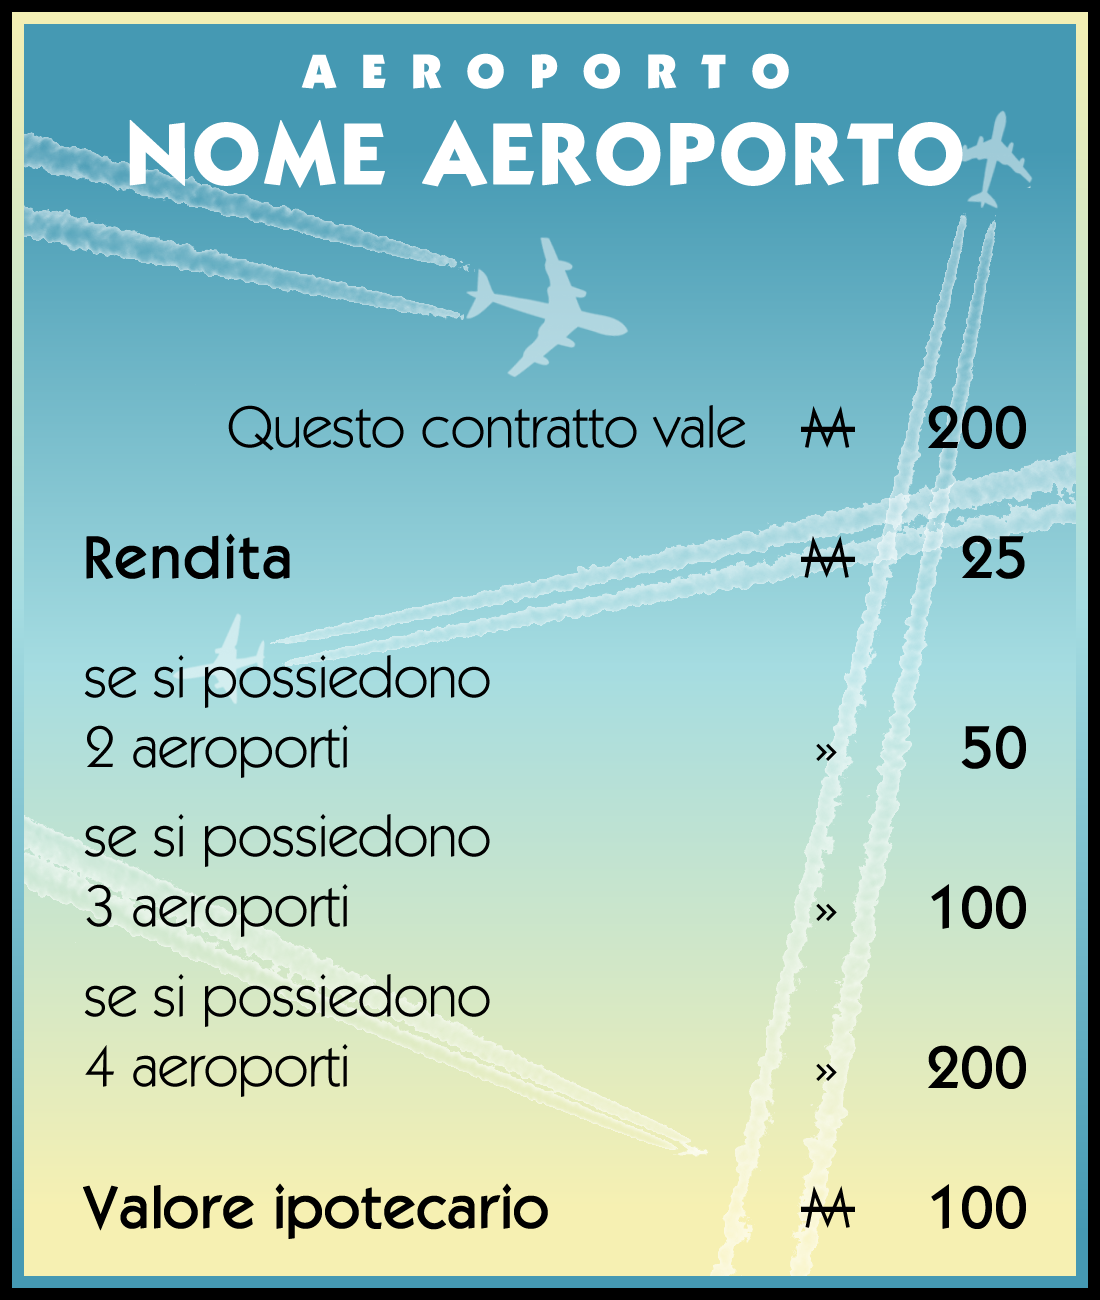 AEROPORTO
NOME AEROPORTO
Questo contratto vale M 200
Rendita M 25
se si possiedono
2 aeroporti » 50
se si possiedono
3 aeroporti » 100
se si possiedono
4 aeroporti » 200
Valore ipotecario M 100